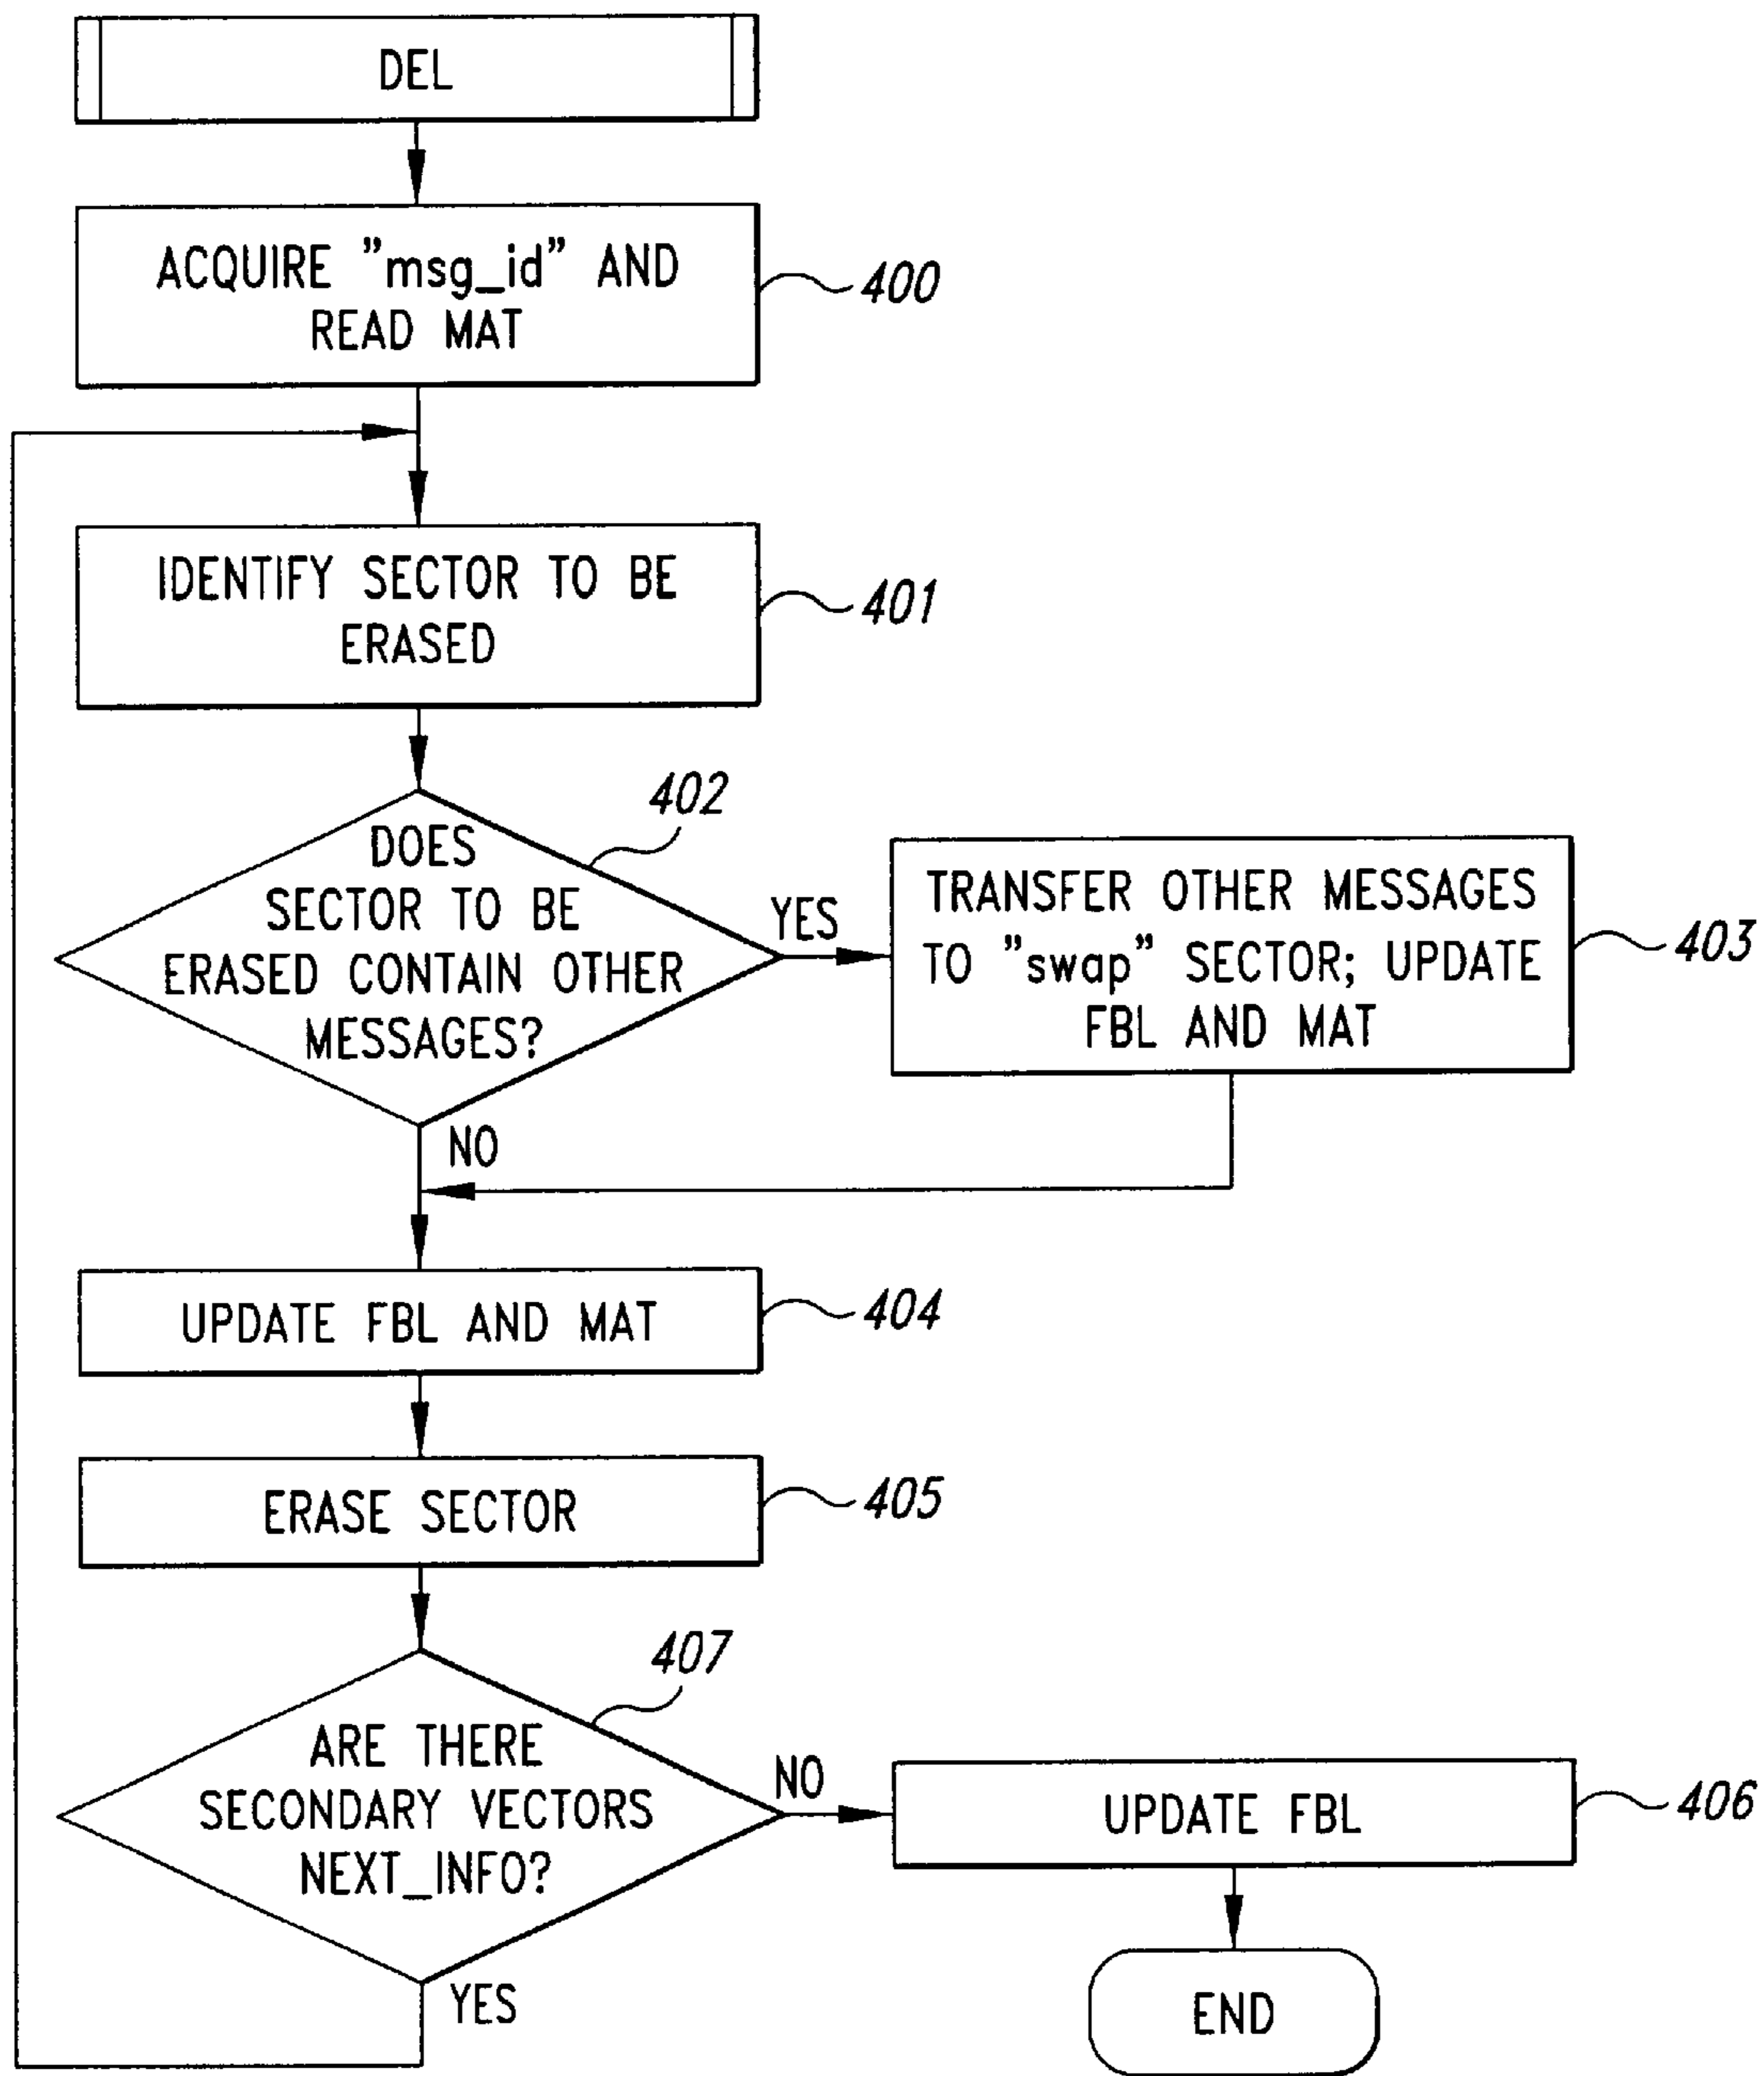 DEL
ACQUIRE ”msg_id” AND
READ MAT
400
IDENTIFY SECTOR TO BE
ERASED
401
402
DOES
SECTOR TO BE
ERASED CONTAIN OTHER
MESSAGES?
YES
TRANSFER OTHER MESSAGES
TO ”swap” SECTOR; UPDATE
FBL AND MAT
403
NO
UPDATE FBL AND MAT
404
ERASE SECTOR
405
407
ARE THERE
SECONDARY VECTORS
NEXT_INFO?
NO
UPDATE FBL
406
YES
END